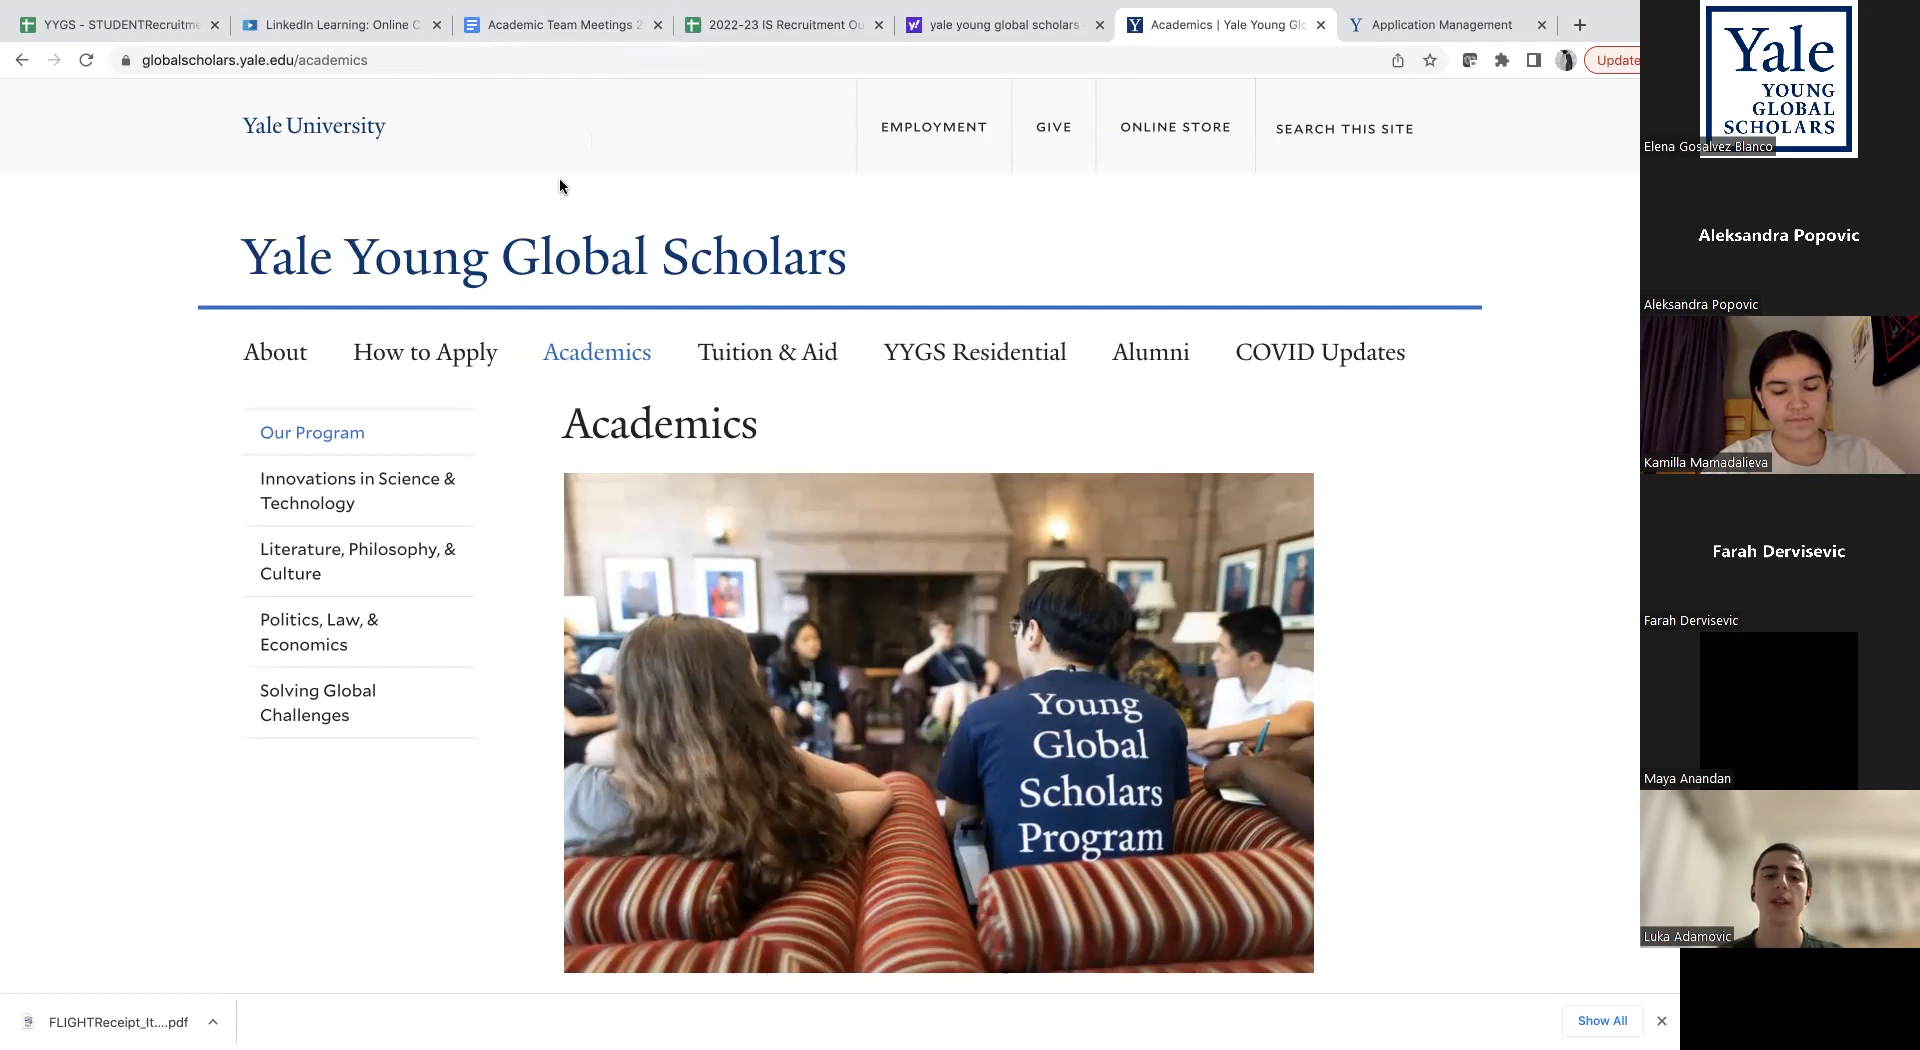 YYGS - STUDENTRecruitme
LinkedIn Learning: Online C
Academic Team Meetings 2
2022-23 IS Recruitment Ou
yale young global scholars -
Academics | Yale Young Glo
Application Management
globalscholars.yale.edu/academics
Update
Yale University
EMPLOYMENT
GIVE
ONLINE STORE
SEARCH THIS SITE
Yale Young Global Scholars
About
How to Apply
Academics
Tuition & Aid
YYGS Residential
Alumni
COVID Updates
Our Program
Innovations in Science &
Technology
Literature, Philosophy, &
Culture
Politics, Law, &
Economics
Solving Global
Challenges
Academics
Young
Global
Scholars
Program
FLIGHTReceipt_It....pdf
Show All
Yale
YOUNG
GLOBAL
SCHOLARS
Elena Gosalvez Blanco
Aleksandra Popovic
Aleksandra Popovic
Kamilla Mamadalieva
Farah Dervisevic
Farah Dervisevic
Maya Anandan
Luka Adamovic